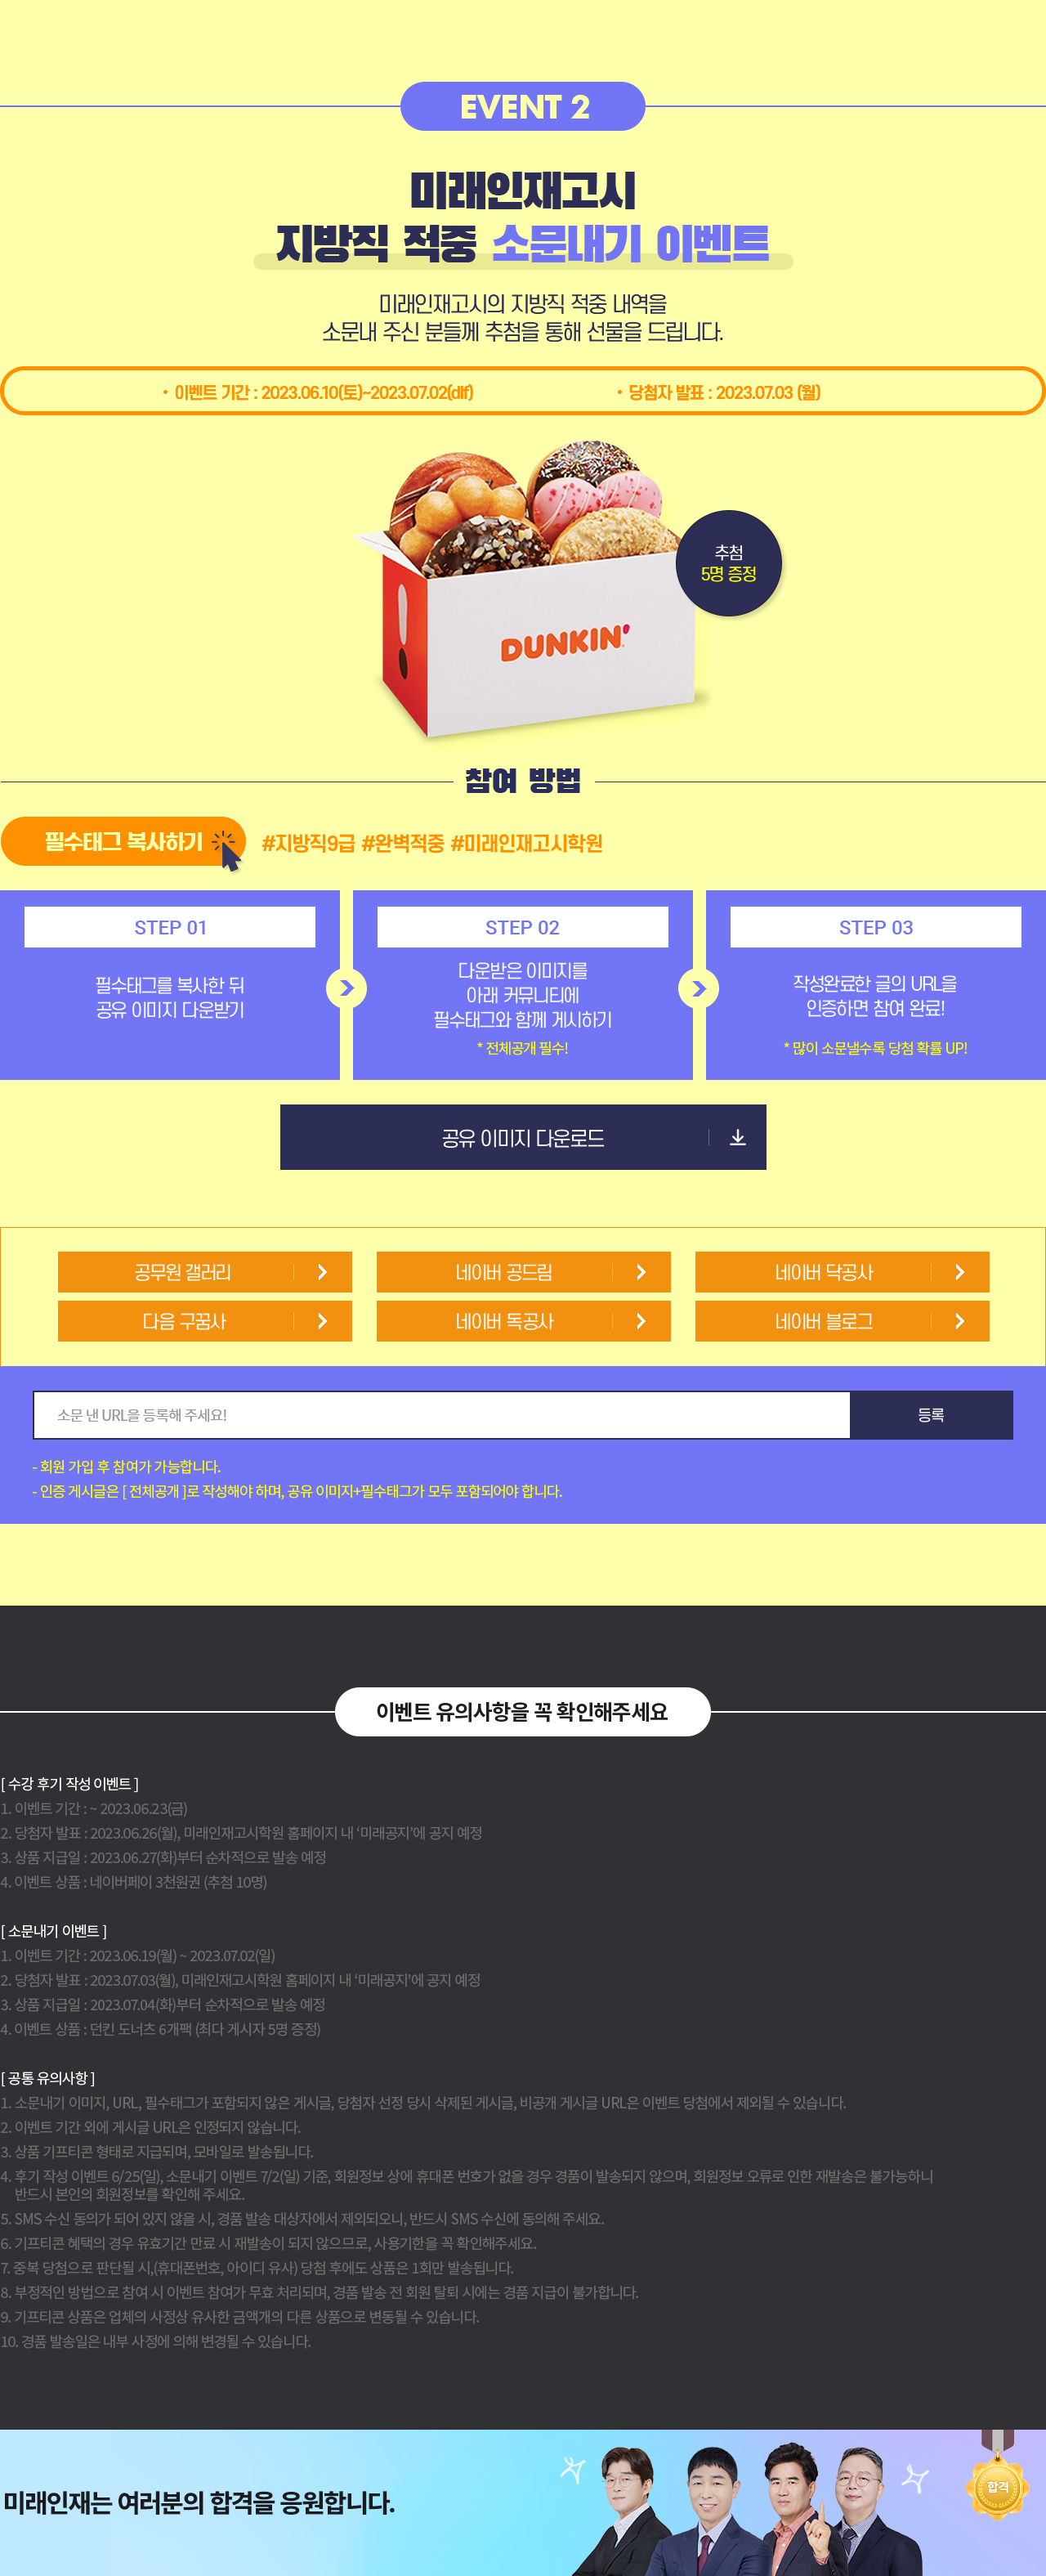 EVENT 2
미래인재고시
지방직 적중 소문내기 이벤트
미래인재고시의 지방직 적중 내역을
소문내 주신 분들께 추첨을 통해 선물을 드립니다.
• 이벤트 기간 : 2023.06.10(토)~2023.07.02(dlf)
• 당첨자 발표 : 2023.07.03 (월)
추첨
5명 증정
DUNKIN'
참여 방법
필수태그 복사하기
#지방직9급 #완벽적중 #미래인재고시학원
STEP 01
필수태그를 복사한 뒤
공유 이미지 다운받기
STEP 02
다운받은 이미지를
아래 커뮤니티에
필수태그와 함께 게시하기
* 전체공개 필수!
STEP 03
작성완료한 글의 URL을
인증하면 참여 완료!
* 많이 소문낼수록 당첨 확률 UP!
공유 이미지 다운로드
공무원 갤러리
네이버 공드림
네이버 닥공사
다음 구꿈사
네이버 독공사
네이버 블로그
소문 낸 URL을 등록해 주세요!
등록
- 회원 가입 후 참여가 가능합니다.
- 인증 게시글은 [ 전체공개 ]로 작성해야 하며, 공유 이미지+필수태그가 모두 포함되어야 합니다.
이벤트 유의사항을 꼭 확인해주세요
[ 수강 후기 작성 이벤트 ]
1. 이벤트 기간 : ~ 2023.06.23(금)
2. 당첨자 발표 : 2023.06.26(월), 미래인재고시학원 홈페이지 내 ‘미래공지’에 공지 예정
3. 상품 지급일 : 2023.06.27(화)부터 순차적으로 발송 예정
4. 이벤트 상품 : 네이버페이 3천원권 (추첨 10명)
[ 소문내기 이벤트 ]
1. 이벤트 기간 : 2023.06.19(월) ~ 2023.07.02(일)
2. 당첨자 발표 : 2023.07.03(월), 미래인재고시학원 홈페이지 내 ‘미래공지’에 공지 예정
3. 상품 지급일 : 2023.07.04(화)부터 순차적으로 발송 예정
4. 이벤트 상품 : 던킨 도너츠 6개팩 (최다 게시자 5명 증정)
[ 공통 유의사항 ]
1. 소문내기 이미지, URL, 필수태그가 포함되지 않은 게시글, 당첨자 선정 당시 삭제된 게시글, 비공개 게시글 URL은 이벤트 당첨에서 제외될 수 있습니다.
2. 이벤트 기간 외에 게시글 URL은 인정되지 않습니다.
3. 상품 기프티콘 형태로 지급되며, 모바일로 발송됩니다.
4. 후기 작성 이벤트 6/25(일), 소문내기 이벤트 7/2(일) 기준, 회원정보 상에 휴대폰 번호가 없을 경우 경품이 발송되지 않으며, 회원정보 오류로 인한 재발송은 불가능하니
반드시 본인의 회원정보를 확인해 주세요.
5. SMS 수신 동의가 되어 있지 않을 시, 경품 발송 대상자에서 제외되오니, 반드시 SMS 수신에 동의해 주세요.
6. 기프티콘 혜택의 경우 유효기간 만료 시 재발송이 되지 않으므로, 사용기한을 꼭 확인해주세요.
7. 중복 당첨으로 판단될 시,(휴대폰번호, 아이디 유사) 당첨 후에도 상품은 1회만 발송됩니다.
8. 부정적인 방법으로 참여 시 이벤트 참여가 무효 처리되며, 경품 발송 전 회원 탈퇴 시에는 경품 지급이 불가합니다.
9. 기프티콘 상품은 업체의 사정상 유사한 금액개의 다른 상품으로 변동될 수 있습니다.
10. 경품 발송일은 내부 사정에 의해 변경될 수 있습니다.
미래인재는 여러분의 합격을 응원합니다.
합격